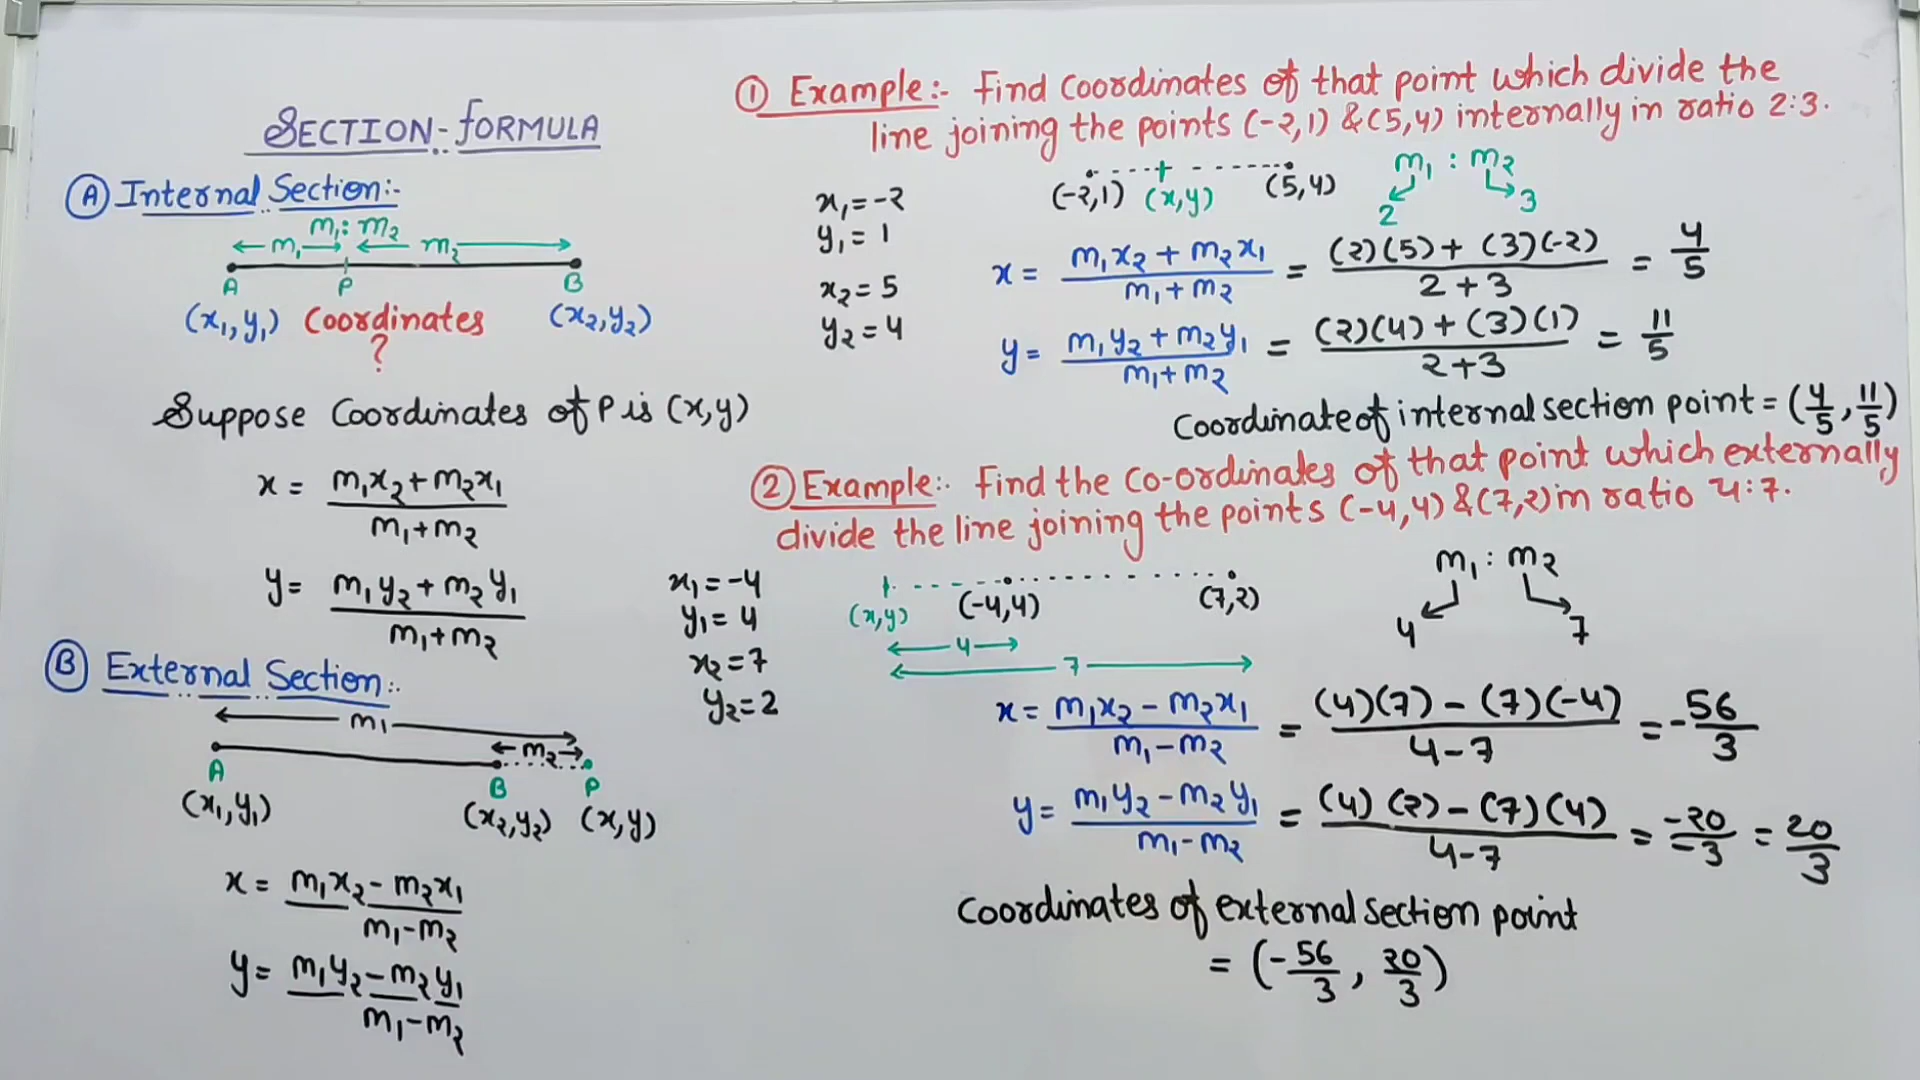 SECTION-FORMULA
Ⓐ Internal Section:-
m₁:m₂
m₁ m₂
A P B
(x₁,y₁) Coordinates (x₂,y₂)
?
Suppose Coordinates of P is (x,y)
x = m₁x₂+m₂x₁ / m₁+m₂
y = m₁y₂+m₂y₁ / m₁+m₂
Ⓑ External Section:-
m₁
m₂
A B P
(x₁,y₁) (x₂,y₂) (x,y)
x = m₁x₂-m₂x₁ / m₁-m₂
y = m₁y₂-m₂y₁ / m₁-m₂
① Example:- Find Coordinates of that point which divide the
line joining the points (-2,1) & (5,4) internally in ratio 2:3.
(-2,1) (x,y) (5,4)
m₁ : m₂
2 3
x₁=-2
y₁=1
x₂=5
y₂=4
x = m₁x₂+m₂x₁ / m₁+m₂ = (2)(5)+(3)(-2) / 2+3 = 4/5
y = m₁y₂+m₂y₁ / m₁+m₂ = (2)(4)+(3)(1) / 2+3 = 11/5
Coordinate of internal section point = (4/5, 11/5)
② Example:- Find the Co-ordinates of that point which externally
divide the line joining the points (-4,4) & (7,2) in ratio 4:7.
x₁=-4
y₁=4
x₂=7
y₂=2
(x,y) (-4,4) (7,2)
4
7
m₁ : m₂
4 7
x = m₁x₂-m₂x₁ / m₁-m₂ = (4)(7)-(7)(-4) / 4-7 = -56/3
y = m₁y₂-m₂y₁ / m₁-m₂ = (4)(2)-(7)(4) / 4-7 = -20/-3 = 20/3
Coordinates of external section point
= (-56/3, 20/3)